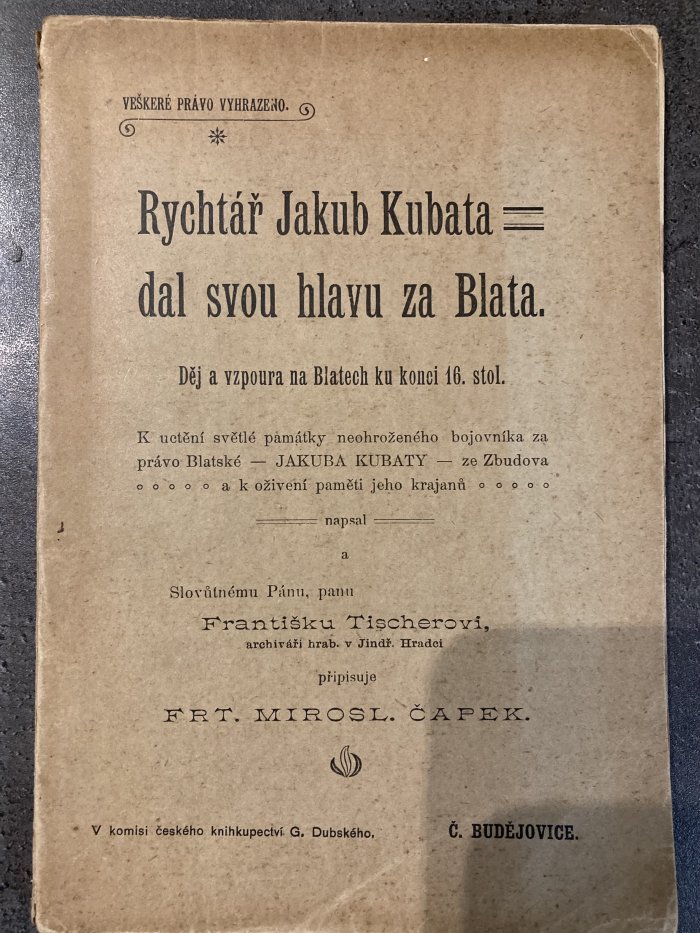 VEŠKERÉ PRÁVO VYHRAZENO.
Rychtář Jakub Kubata
dal svou hlavu za Blata.
Děj a vzpoura na Blatech ku konci 16. stol.
K uctění světlé památky neohroženého bojovníka za
právo Blatské — JAKUBA KUBATY — ze Zbudova
a k oživení paměti jeho krajanů
napsal
a
Slovůtnému Pánu, panu
Františku Tischerovi,
archiváři hrab. v Jindř. Hradci
připisuje
FRT. MIROSL. ČAPEK.
V komisi českého knihkupectví G. Dubského, Č. BUDĚJOVICE.